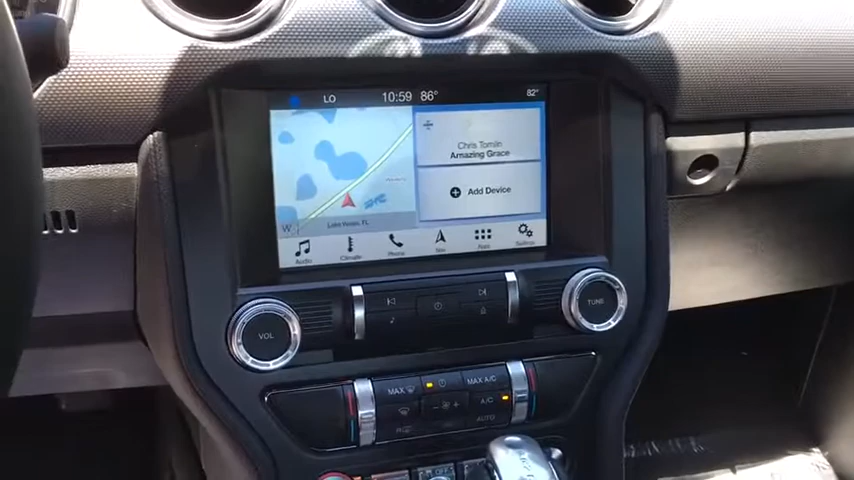 LO 10:59 86° 82°
Chris Tomlin
Amazing Grace
Add Device
Lake Helen, FL
W
Audio Climate Phone Nav Apps Settings
VOL
TUNE
MAX MAX A/C
A/C
AUTO
OFF